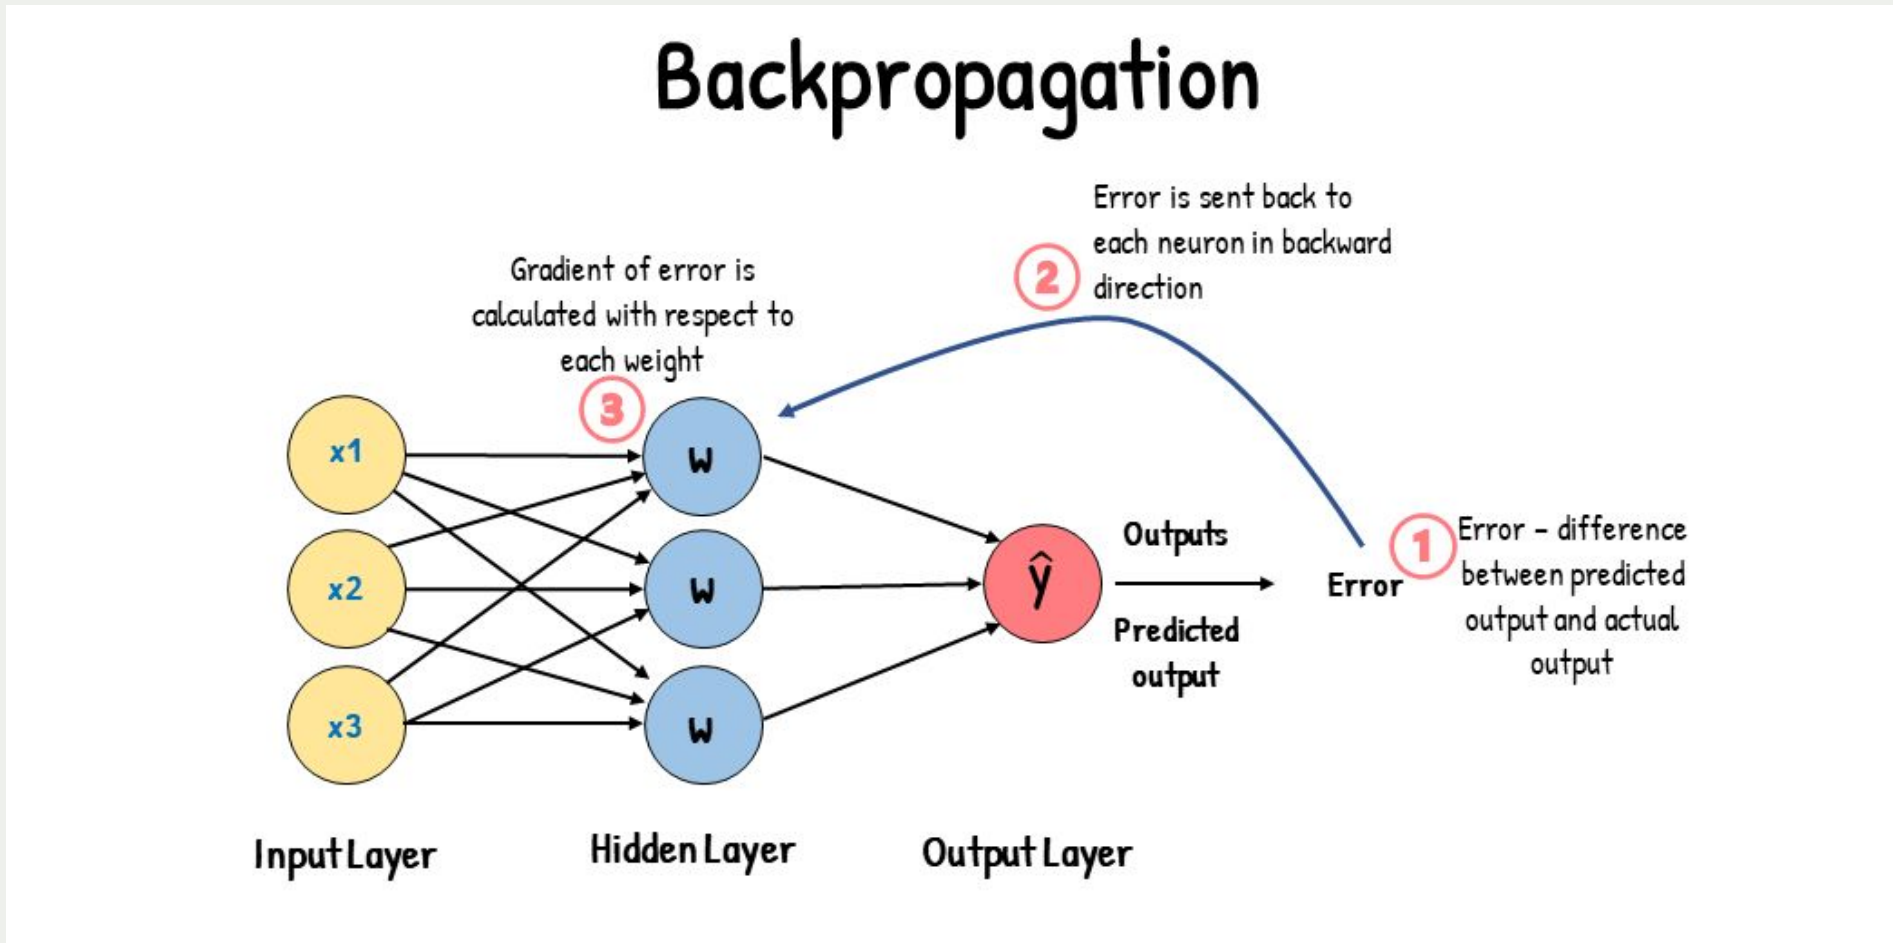 Backpropagation
Error is sent back to
each neuron in backward
direction
2
Gradient of error is
calculated with respect to
each weight
3
x1
w
x2
w
x3
w
ŷ
Outputs
Predicted
output
Error
1
Error - difference
between predicted
output and actual
output
Input Layer
Hidden Layer
Output Layer